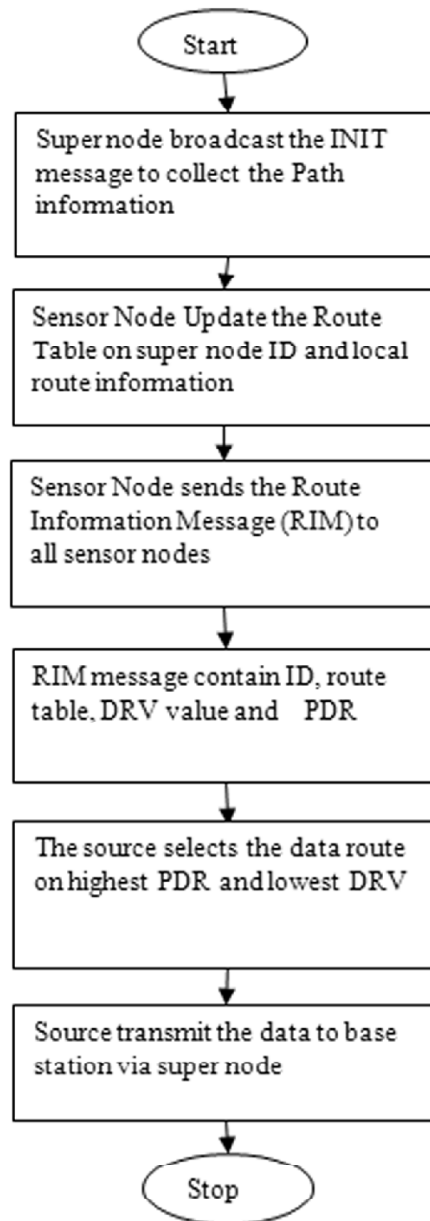 Start
Super node broadcast the INIT
message to collect the Path
information
Sensor Node Update the Route
Table on super node ID and local
route information
Sensor Node sends the Route
Information Message (RIM) to
all sensor nodes
RIM message contain ID, route
table, DRV value and PDR
The source selects the data route
on highest PDR and lowest DRV
Source transmit the data to base
station via super node
Stop